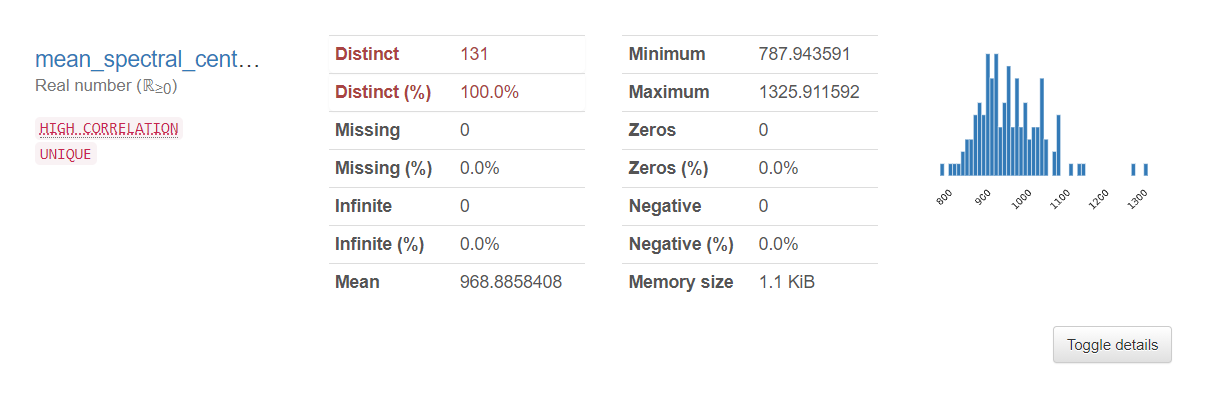 mean_spectral_cent…
Real number (ℝ≥0)
HIGH CORRELATION
UNIQUE
Distinct 131
Distinct (%) 100.0%
Missing 0
Missing (%) 0.0%
Infinite 0
Infinite (%) 0.0%
Mean 968.8858408
Minimum 787.943591
Maximum 1325.911592
Zeros 0
Zeros (%) 0.0%
Negative 0
Negative (%) 0.0%
Memory size 1.1 KiB
800 900 1000 1100 1200 1300
Toggle details